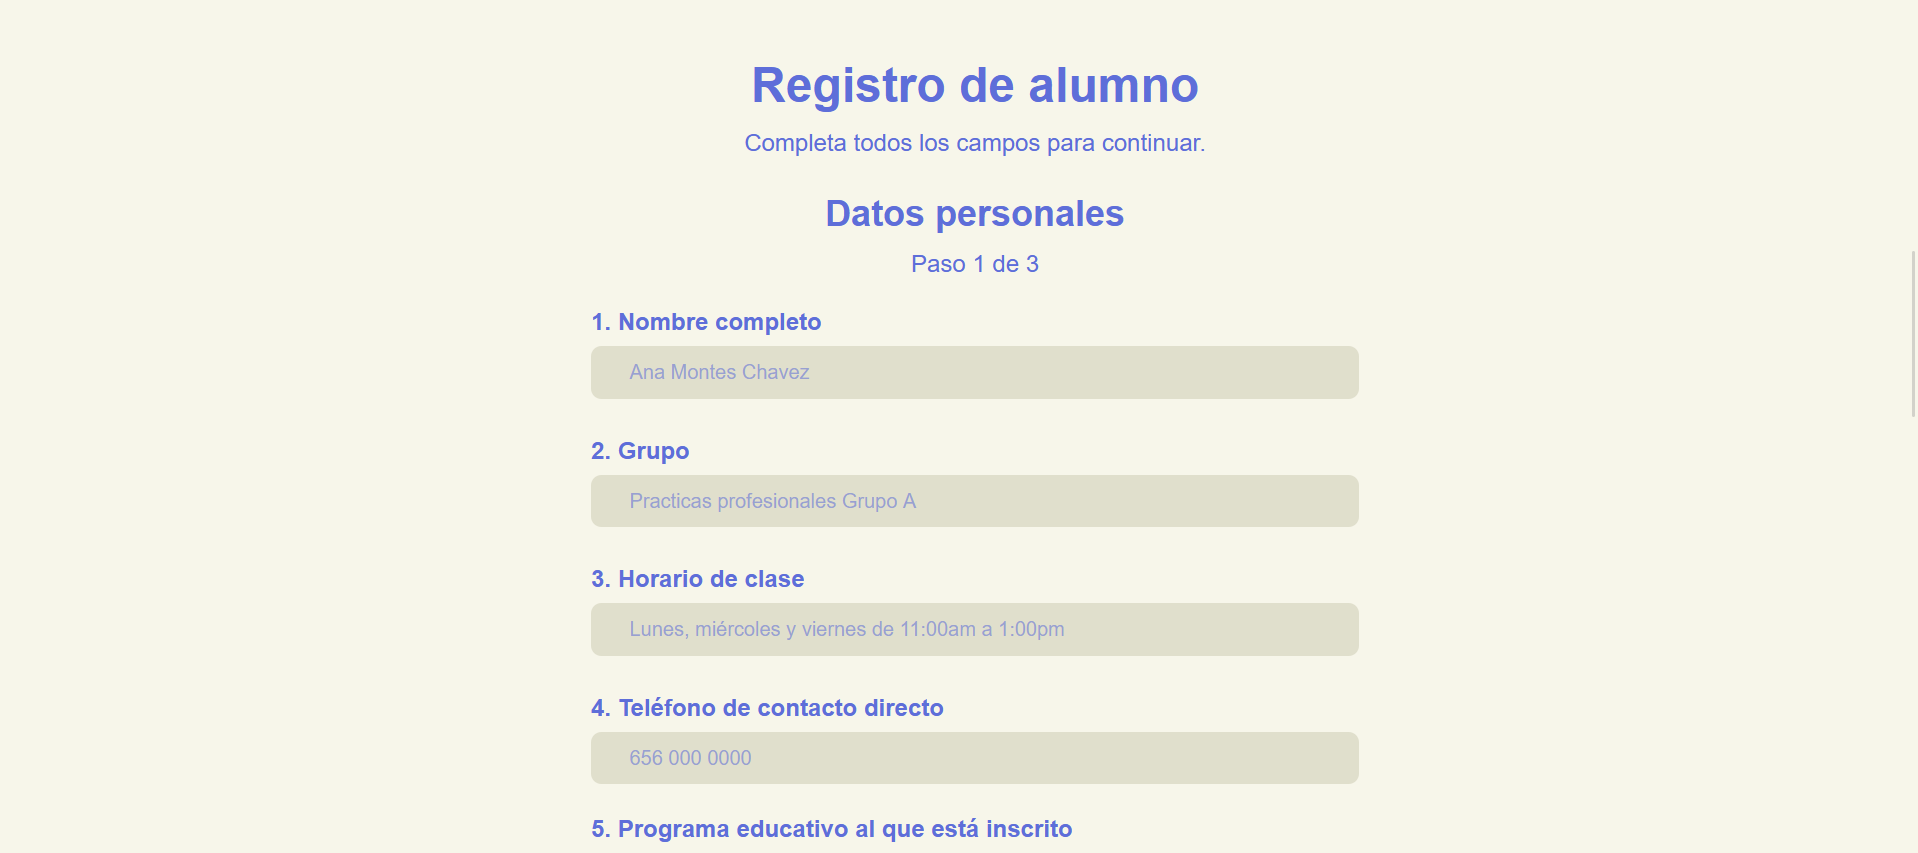 Registro de alumno
Completa todos los campos para continuar.
Datos personales
Paso 1 de 3
1. Nombre completo
Ana Montes Chavez
2. Grupo
Practicas profesionales Grupo A
3. Horario de clase
Lunes, miércoles y viernes de 11:00am a 1:00pm
4. Teléfono de contacto directo
656 000 0000
5. Programa educativo al que está inscrito